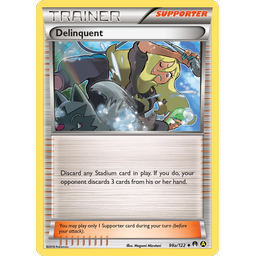 TRAINER
SUPPORTER
Delinquent
Discard any Stadium card in play. If you do, your
opponent discards 3 cards from his or her hand.
You may play only 1 Supporter card during your turn (before
your attack).
Illus. Megumi Mizutani
98a/122
©2016 Pokémon